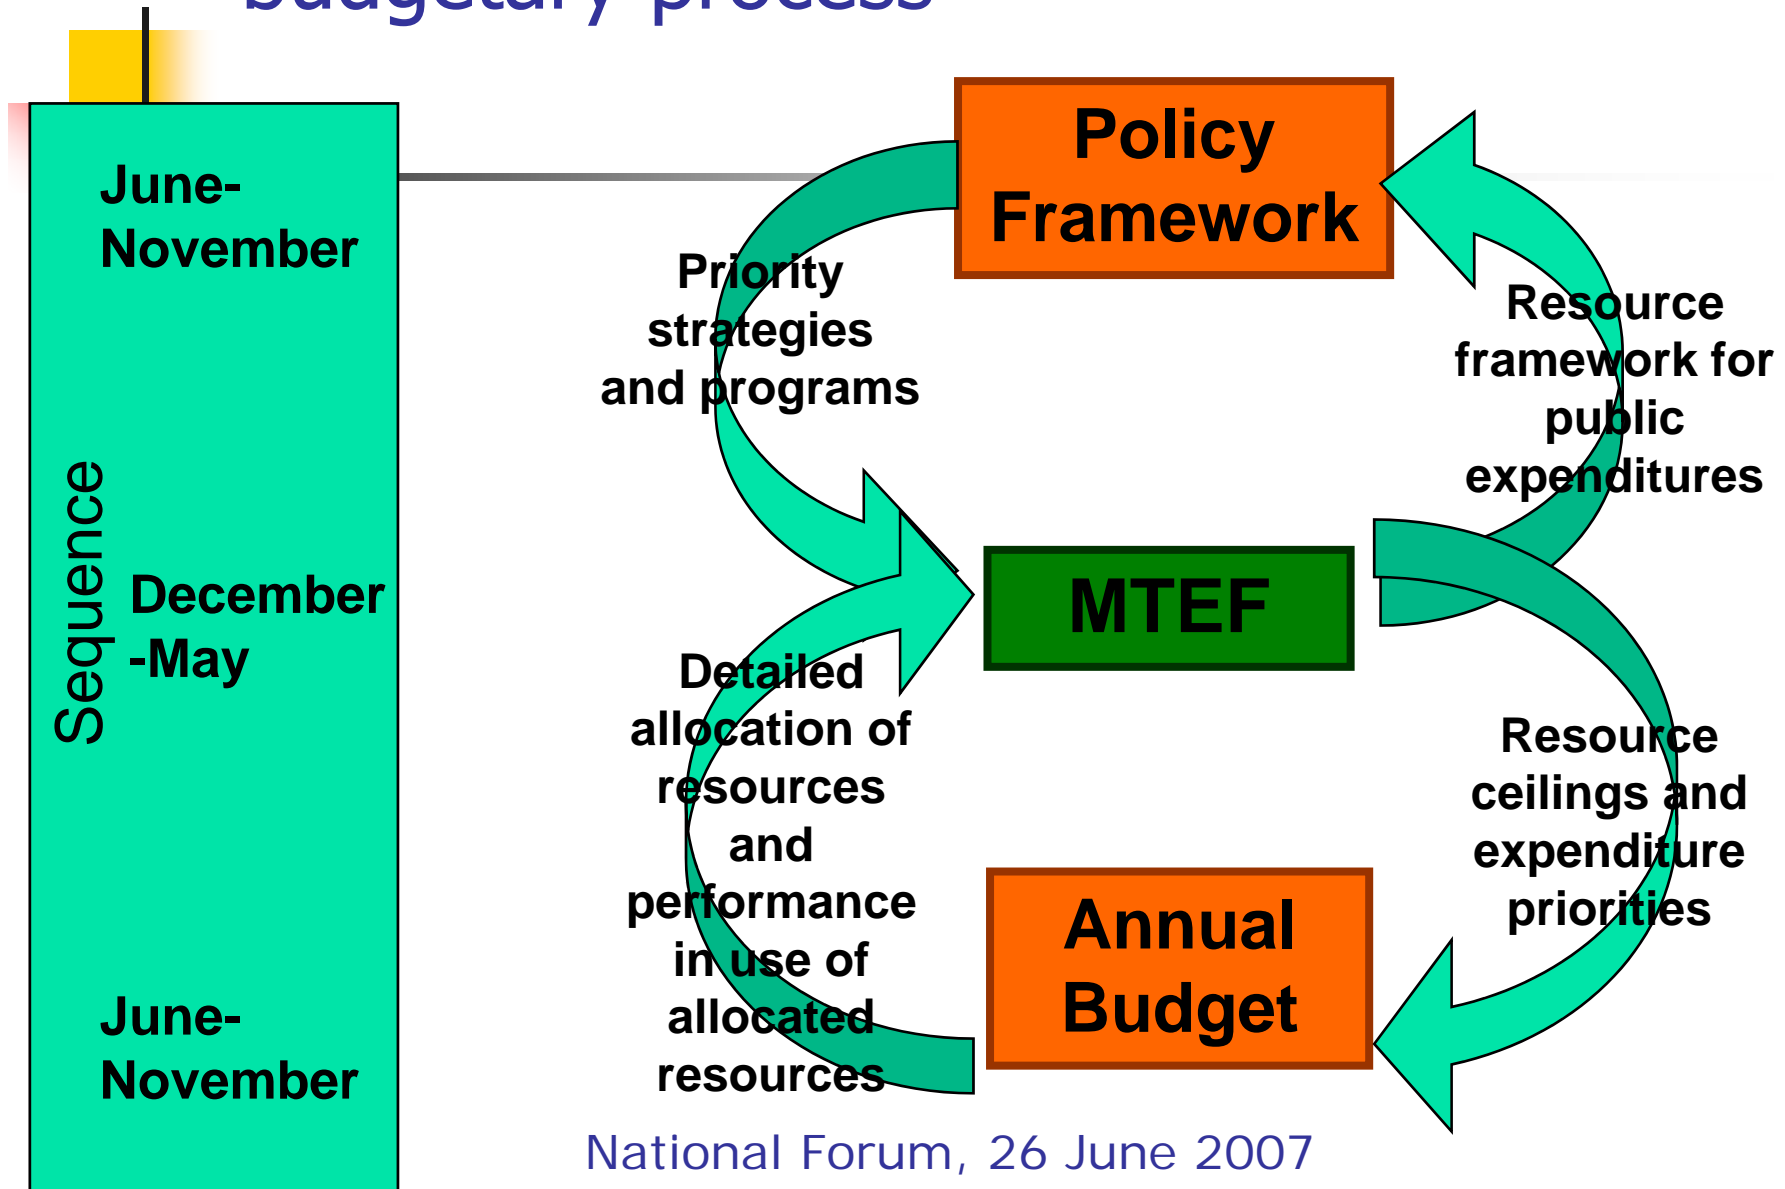 budgetary process
Policy
Framework
June-
November
Priority
strategies
and programs
Resource
framework for
public
expenditures
Sequence
December
-May
MTEF
Detailed
allocation of
resources
and
performance
in use of
allocated
resources
Resource
ceilings and
expenditure
priorities
Annual
Budget
June-
November
National Forum, 26 June 2007